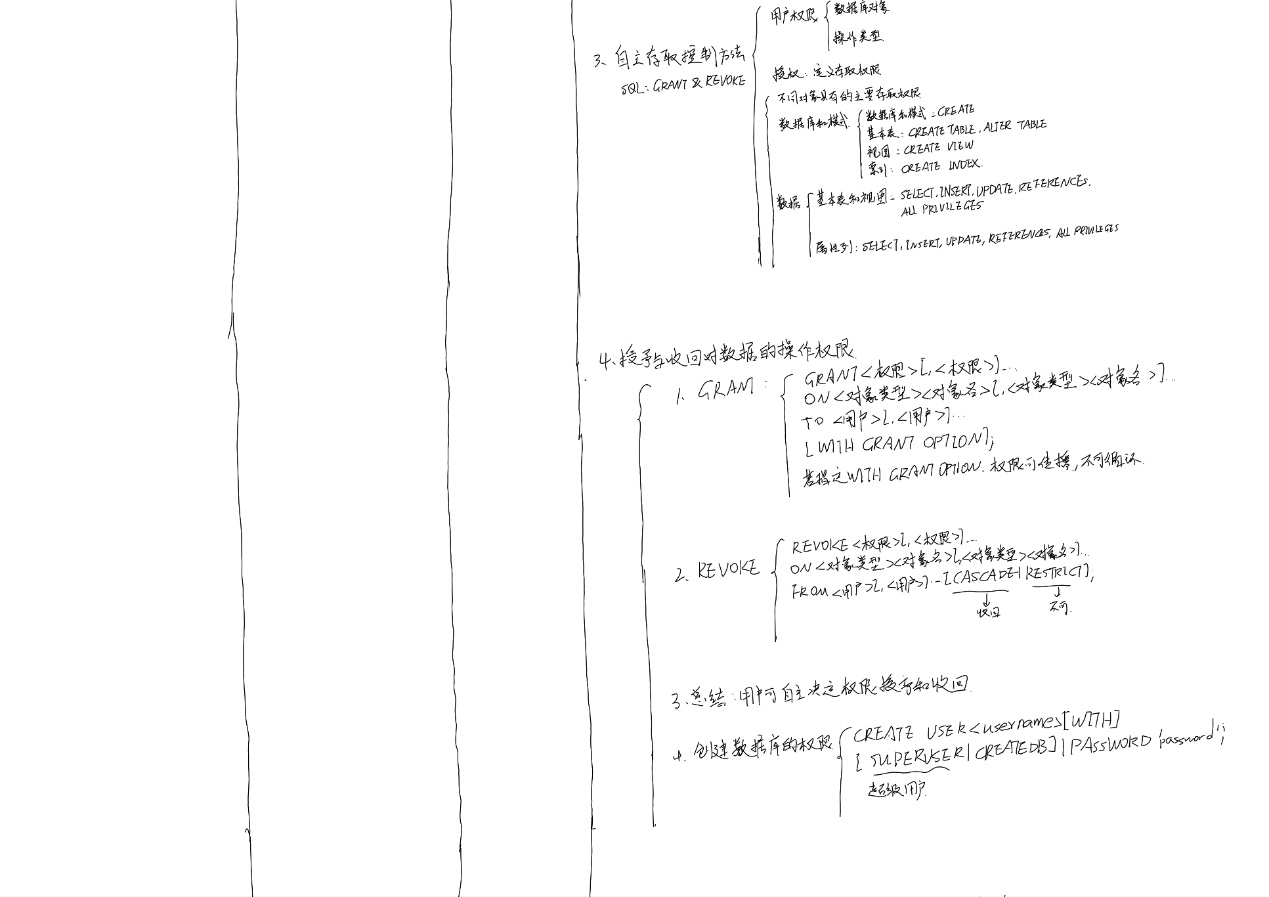 用户权限
数据库对象
操作类型
3、自主存取控制方法
SQL:GRANT & REVOKE
授权:定义存取权限
不同对象具有的主要存取权限
数据库和模式
数据库和模式:CREATE
基本表:CREATE TABLE, ALTER TABLE
视图:CREATE VIEW
索引:CREATE INDEX.
数据
基本表和视图:SELECT, INSERT, UPDATE, REFERENCES.
ALL PRIVILEGES
属性列:SELECT, INSERT, UPDATE, REFERENCES, ALL PRIVILEGES
4、授予与收回对数据的操作权限
1、GRANT:
GRANT<权限>[,<权限>]...
ON<对象类型><对象名>[,<对象类型><对象名>]...
TO<用户>[,<用户>]...
[WITH GRANT OPTION];
若指定WITH GRANT OPTION.权限可传播,不可循环
2、REVOKE
REVOKE<权限>[,<权限>]...
ON<对象类型><对象名>[,<对象类型><对象名>]...
FROM<用户>[,<用户>]...[CASCADE|RESTRICT];
收回
不可.
3、总结:用户可自主决定权限授予和收回
4.创建数据库的权限
CREATE USER<username>[WITH]
[SUPERUSER|CREATEDB]|PASSWORD 'password'];
超级用户.